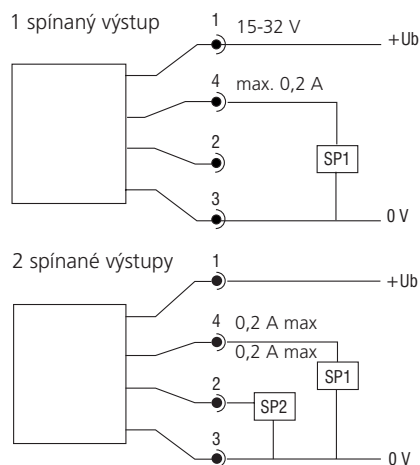 1 spínaný výstup
1 15-32 V
+Ub
4 max. 0,2 A
2
SP1
3
0 V
2 spínané výstupy
1
+Ub
4 0,2 A max
0,2 A max
SP1
2
SP2
3
0 V